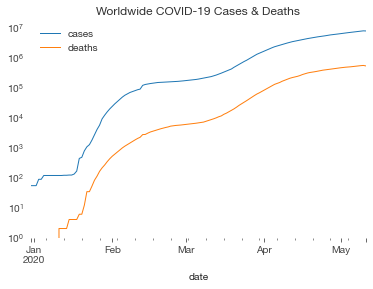 Worldwide COVID-19 Cases & Deaths
10⁷
10⁶
10⁵
10⁴
10³
10²
10¹
10⁰
cases
deaths
Jan
2020
Feb
Mar
Apr
May
date